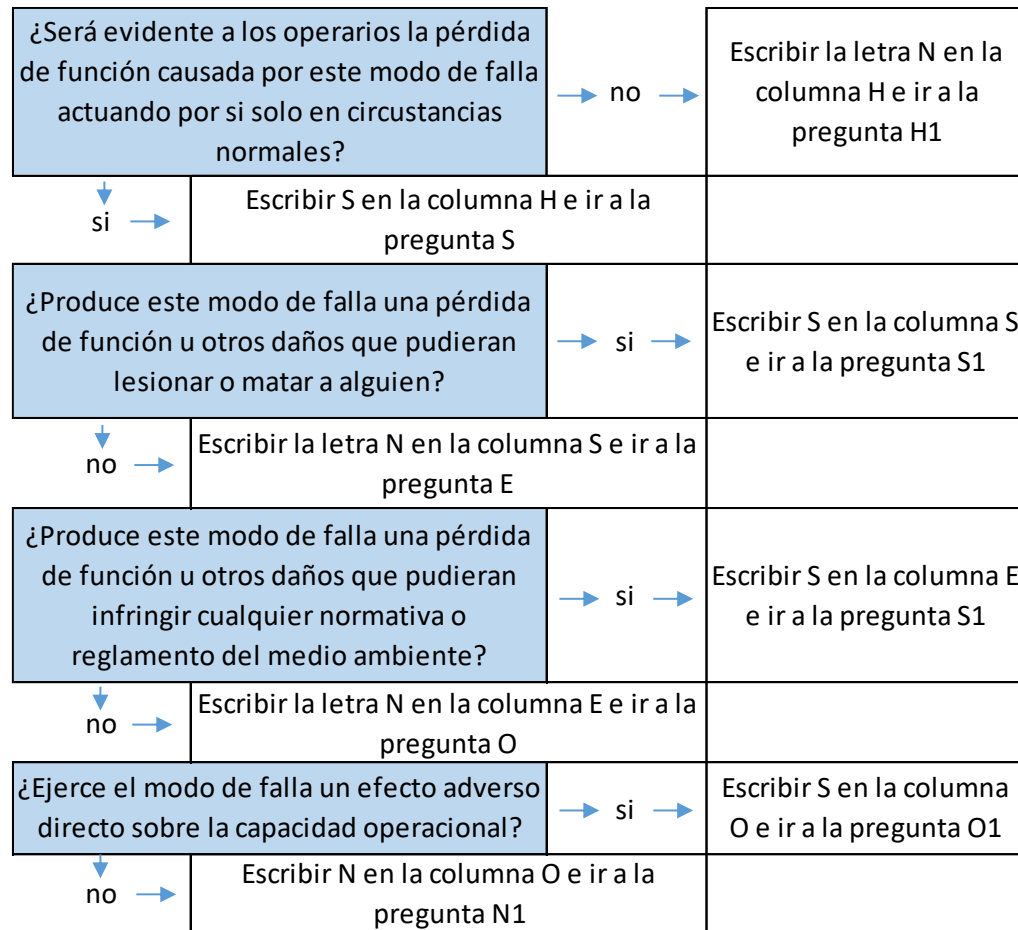 ¿Será evidente a los operarios la pérdida
de función causada por este modo de falla
actuando por si solo en circustancias
normales?
no
Escribir la letra N en la
columna H e ir a la
pregunta H1
si
Escribir S en la columna H e ir a la
pregunta S
¿Produce este modo de falla una pérdida
de función u otros daños que pudieran
lesionar o matar a alguien?
si
Escribir S en la columna S
e ir a la pregunta S1
no
Escribir la letra N en la columna S e ir a la
pregunta E
¿Produce este modo de falla una pérdida
de función u otros daños que pudieran
infringir cualquier normativa o
reglamento del medio ambiente?
si
Escribir S en la columna E
e ir a la pregunta S1
no
Escribir la letra N en la columna E e ir a la
pregunta O
¿Ejerce el modo de falla un efecto adverso
directo sobre la capacidad operacional?
si
Escribir S en la columna
O e ir a la pregunta O1
no
Escribir N en la columna O e ir a la
pregunta N1